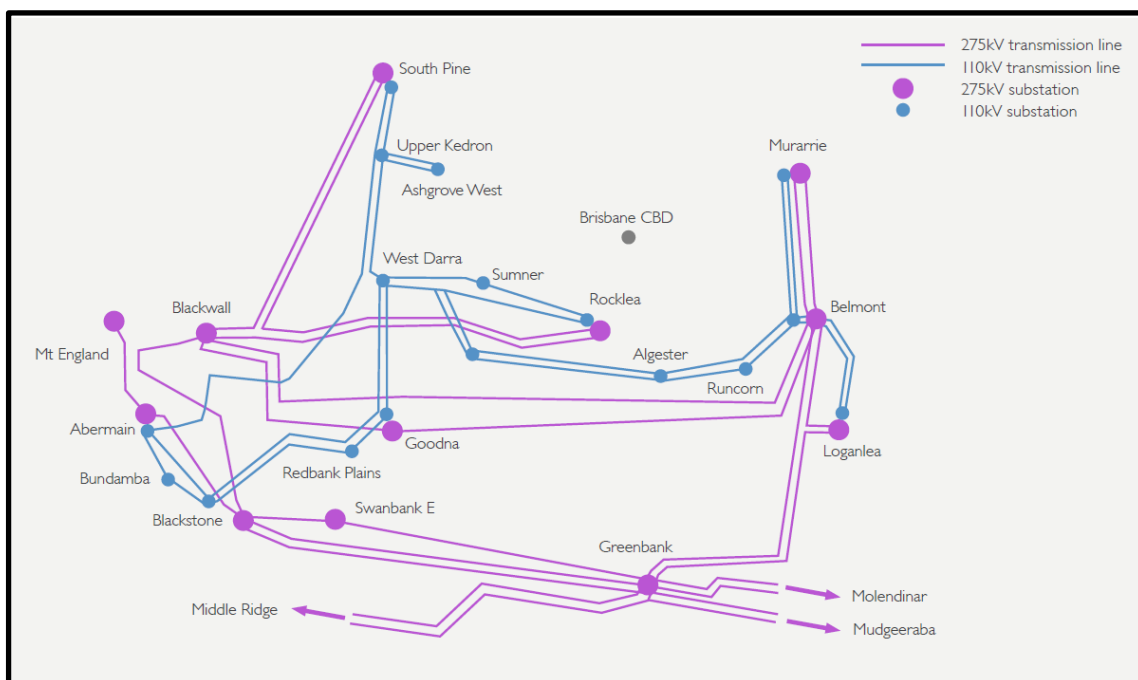 275kV transmission line
110kV transmission line
275kV substation
110kV substation
South Pine
Upper Kedron
Ashgrove West
Murarrie
Brisbane CBD
West Darra
Sumner
Rocklea
Blackwall
Belmont
Mt England
Algester
Runcorn
Abermain
Goodna
Loganlea
Redbank Plains
Bundamba
Blackstone
Swanbank E
Greenbank
Molendinar
Middle Ridge
Mudgeeraba